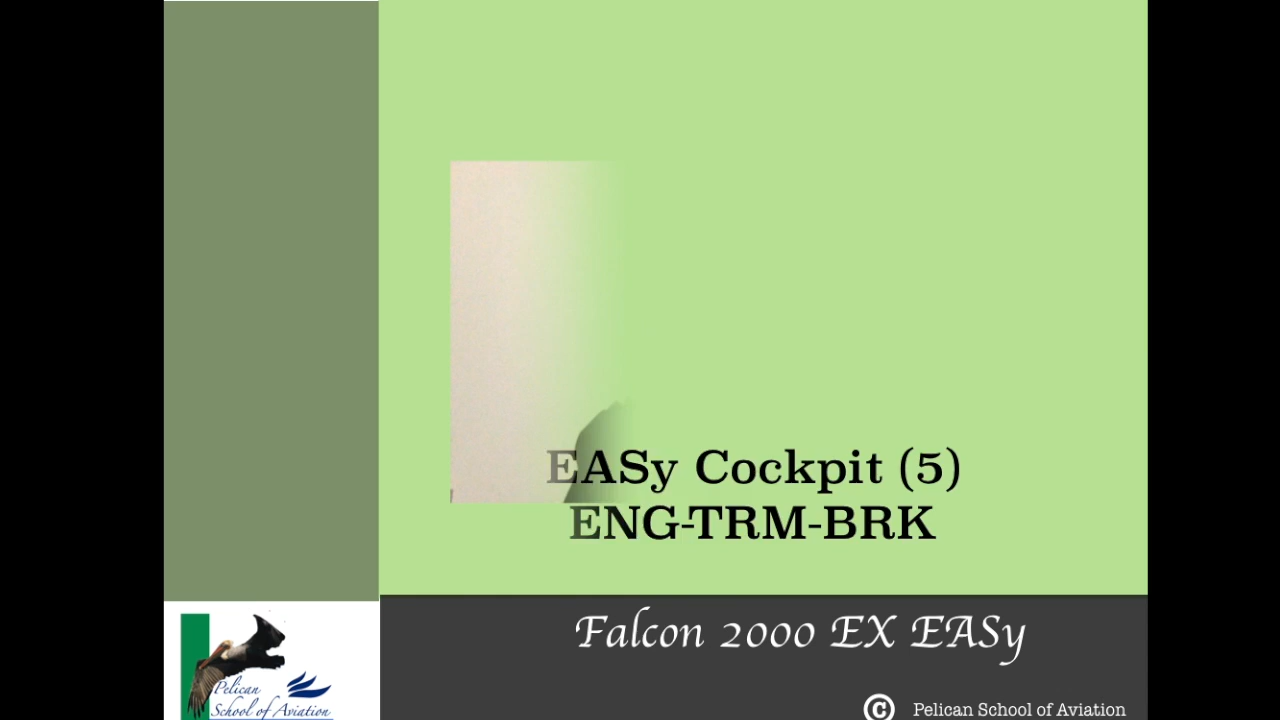 EASy Cockpit (5)
ENG-TRM-BRK
Falcon 2000 EX EASy
Pelican
School of Aviation
© Pelican School of Aviation